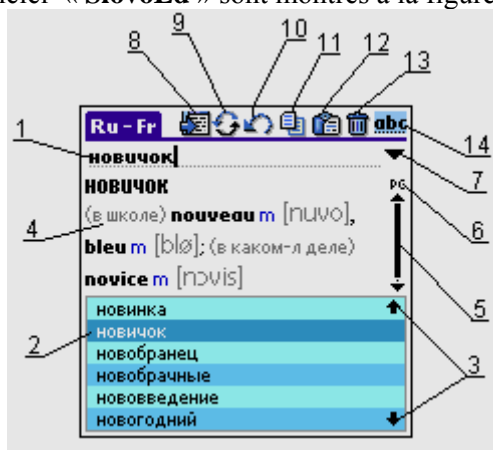 « SlovoEd » sont montrés à la figure
8 9 10 11 12 13
Ru-Fr abc
14
1 новичок
7
новичок PG
6
4 (в школе) nouveau m [nuvo],
bleu m [blø]; (в каком-л деле)
novice m [nɔvis]
5
новинка
2 новичок
3
новобранец
новобрачные
нововведение
новогодний